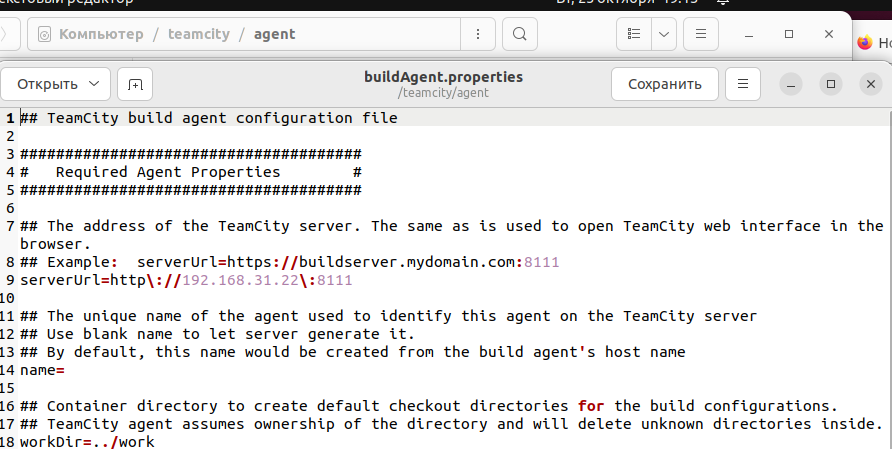 Компьютер / teamcity / agent
Открыть
buildAgent.properties
/teamcity/agent
Сохранить
1 ## TeamCity build agent configuration file
2
3 ######################################
4 #   Required Agent Properties        #
5 ######################################
6
7 ## The address of the TeamCity server. The same as is used to open TeamCity web interface in the
browser.
8 ## Example:  serverUrl=https://buildserver.mydomain.com:8111
9 serverUrl=http\://192.168.31.22\:8111
10
11 ## The unique name of the agent used to identify this agent on the TeamCity server
12 ## Use blank name to let server generate it.
13 ## By default, this name would be created from the build agent's host name
14 name=
15
16 ## Container directory to create default checkout directories for the build configurations.
17 ## TeamCity agent assumes ownership of the directory and will delete unknown directories inside.
18 workDir=../work